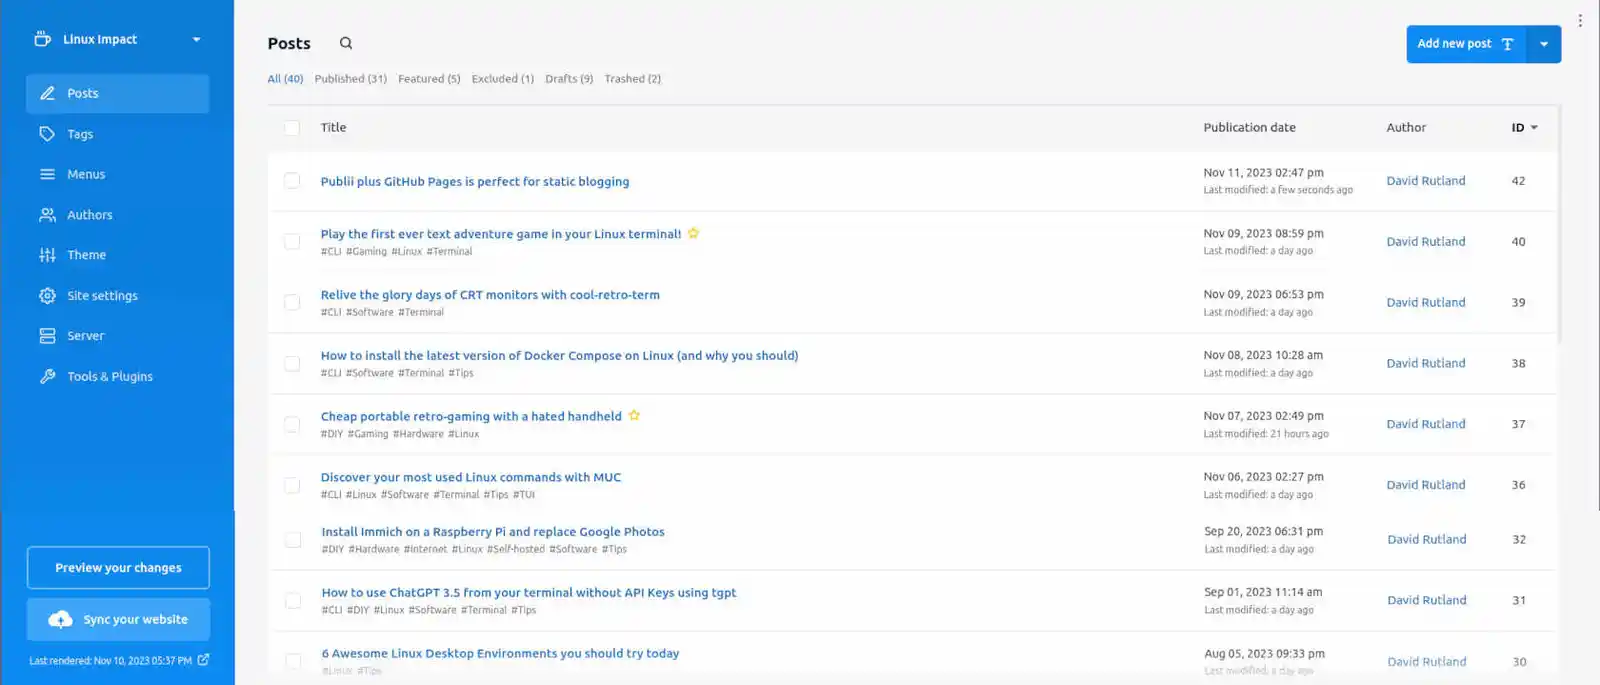 Linux Impact
Posts
Tags
Menus
Authors
Theme
Site settings
Server
Tools & Plugins
Preview your changes
Sync your website
Last rendered: Nov 10, 2023 05:37 PM
Posts
Add new post
All (40) Published (31) Featured (5) Excluded (1) Drafts (9) Trashed (2)
Title Publication date Author ID
Publii plus GitHub Pages is perfect for static blogging
Nov 11, 2023 02:47 pm
Last modified: a few seconds ago
David Rutland 42
Play the first ever text adventure game in your Linux terminal!
#CLI #Gaming #Linux #Terminal
Nov 09, 2023 08:59 pm
Last modified: a day ago
David Rutland 40
Relive the glory days of CRT monitors with cool-retro-term
#CLI #Software #Terminal
Nov 09, 2023 06:53 pm
Last modified: a day ago
David Rutland 39
How to install the latest version of Docker Compose on Linux (and why you should)
#CLI #Software #Terminal #Tips
Nov 08, 2023 10:28 am
Last modified: a day ago
David Rutland 38
Cheap portable retro-gaming with a hated handheld
#DIY #Gaming #Hardware #Linux
Nov 07, 2023 02:49 pm
Last modified: 21 hours ago
David Rutland 37
Discover your most used Linux commands with MUC
#CLI #Linux #Software #Terminal #Tips #TUI
Nov 06, 2023 02:27 pm
Last modified: a day ago
David Rutland 36
Install Immich on a Raspberry Pi and replace Google Photos
#DIY #Hardware #Internet #Linux #Self-hosted #Software #Tips
Sep 20, 2023 06:31 pm
Last modified: a day ago
David Rutland 32
How to use ChatGPT 3.5 from your terminal without API Keys using tgpt
#CLI #DIY #Linux #Software #Terminal #Tips
Sep 01, 2023 11:14 am
Last modified: a day ago
David Rutland 31
6 Awesome Linux Desktop Environments you should try today
#Linux #Tips
Aug 05, 2023 09:33 pm
Last modified: a day ago
David Rutland 30